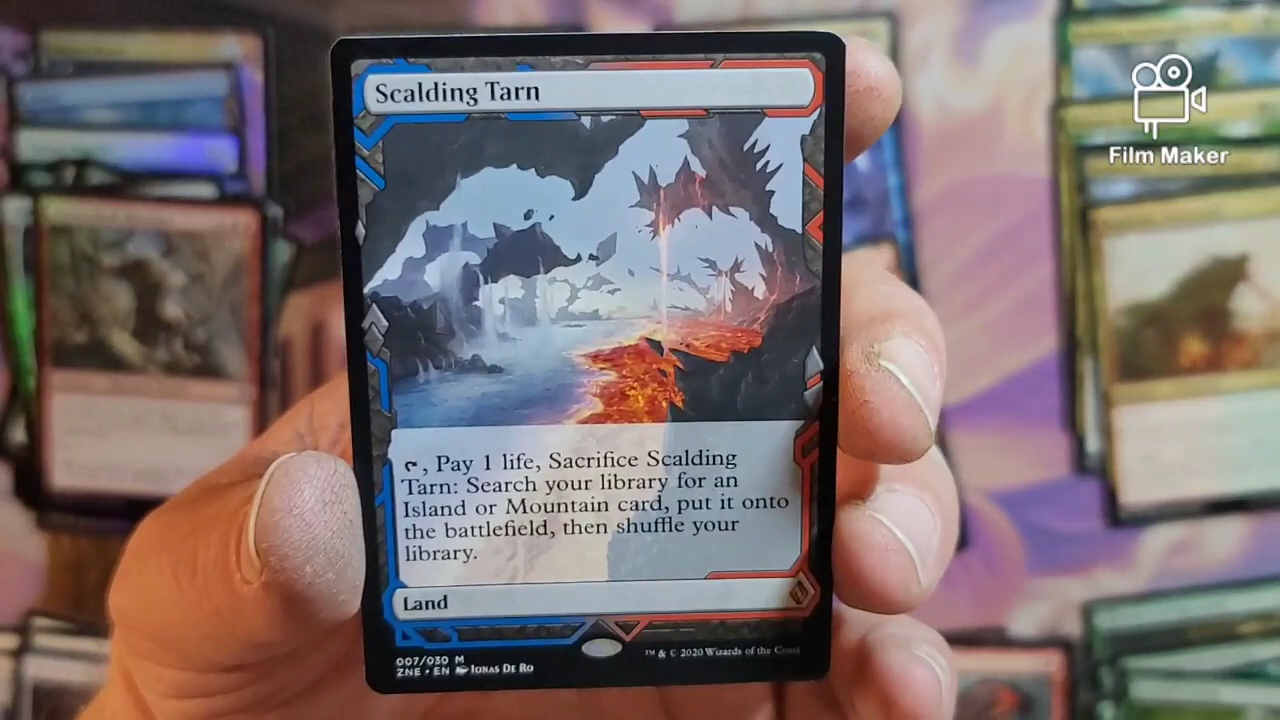 Scalding Tarn
Film Maker
, Pay 1 life, Sacrifice Scalding
Tarn: Search your library for an
Island or Mountain card, put it onto
the battlefield, then shuffle your
library.
Land
007/030 M
ZNE • EN Jonas De Ro
™ & © 2020 Wizards of the Coast